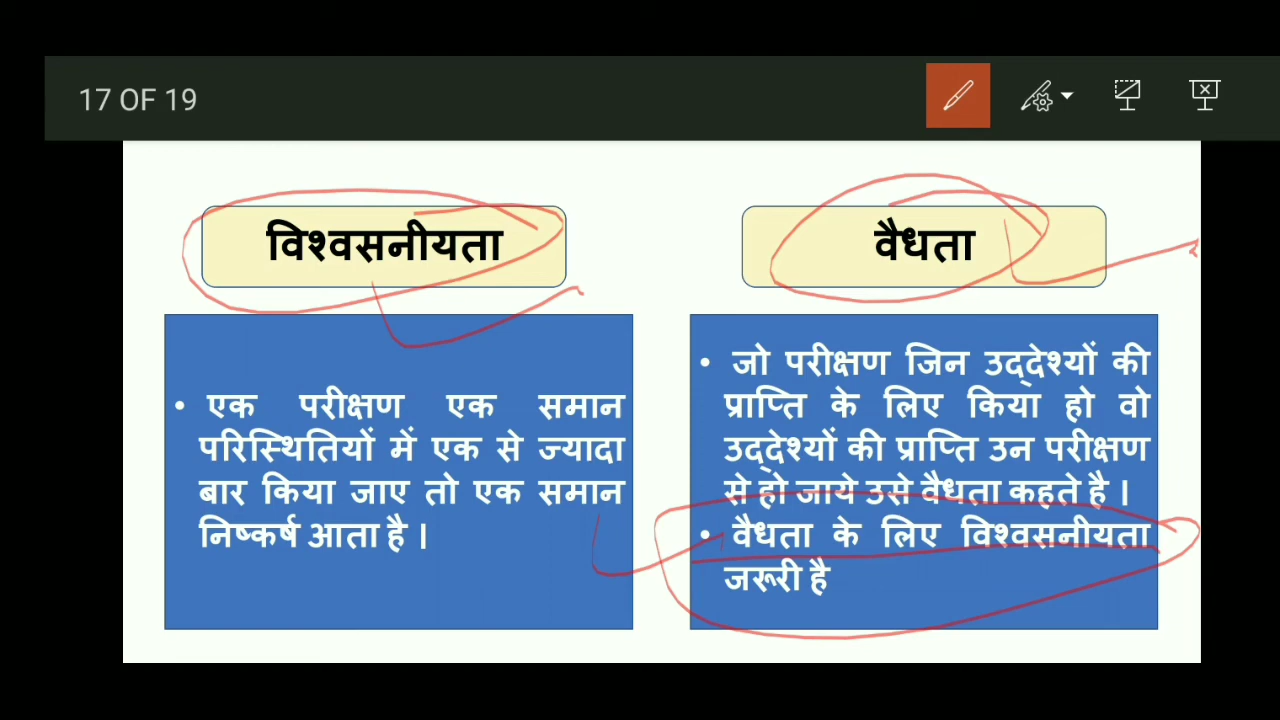 17 OF 19
विश्वसनीयता
वैधता
• एक परीक्षण एक समान
परिस्थितियों में एक से ज्यादा
बार किया जाए तो एक समान
निष्कर्ष आता है ।
• जो परीक्षण जिन उद्‌देश्यों की
प्राप्ति के लिए किया हो वो
उद्‌देश्यों की प्राप्ति उन परीक्षण
से हो जाये उसे वैधता कहते है ।
• वैधता के लिए विश्वसनीयता
जरूरी है